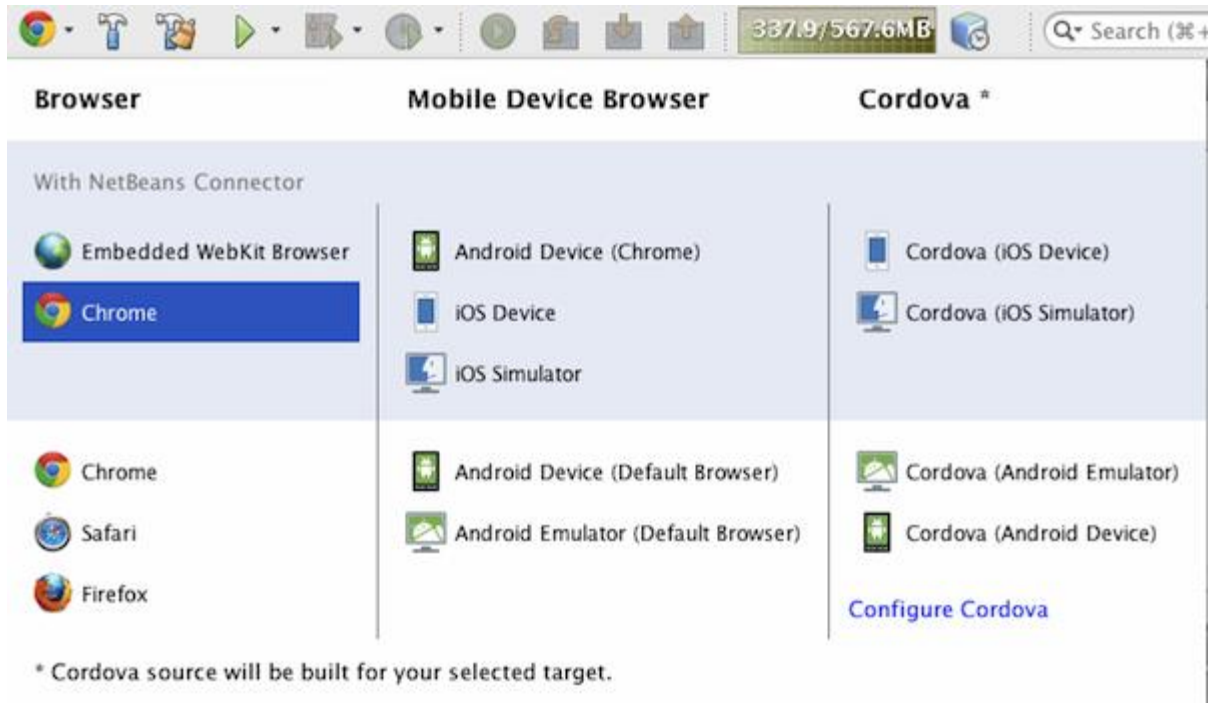 337.9/567.6MB
Search (⌘+
Browser
Mobile Device Browser
Cordova *
With NetBeans Connector
Embedded WebKit Browser
Android Device (Chrome)
Cordova (iOS Device)
Chrome
iOS Device
Cordova (iOS Simulator)
iOS Simulator
Chrome
Android Device (Default Browser)
Cordova (Android Emulator)
Safari
Android Emulator (Default Browser)
Cordova (Android Device)
Firefox
Configure Cordova
* Cordova source will be built for your selected target.